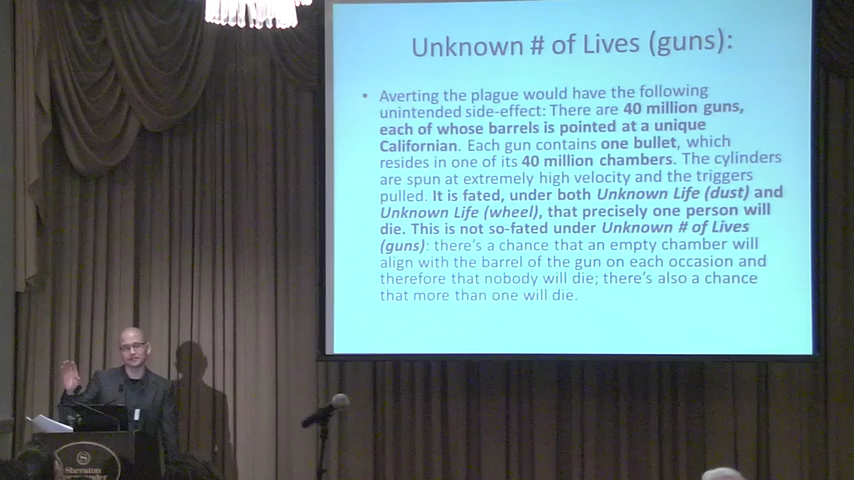 Unknown # of Lives (guns):
• Averting the plague would have the following
unintended side-effect: There are 40 million guns,
each of whose barrels is pointed at a unique
Californian. Each gun contains one bullet, which
resides in one of its 40 million chambers. The cylinders
are spun at extremely high velocity and the triggers
pulled. It is fated, under both Unknown Life (dust) and
Unknown Life (wheel), that precisely one person will
die. This is not so-fated under Unknown # of Lives
(guns): there's a chance that an empty chamber will
align with the barrel of the gun on each occasion and
therefore that nobody will die; there's also a chance
that more than one will die.
S
Sheraton